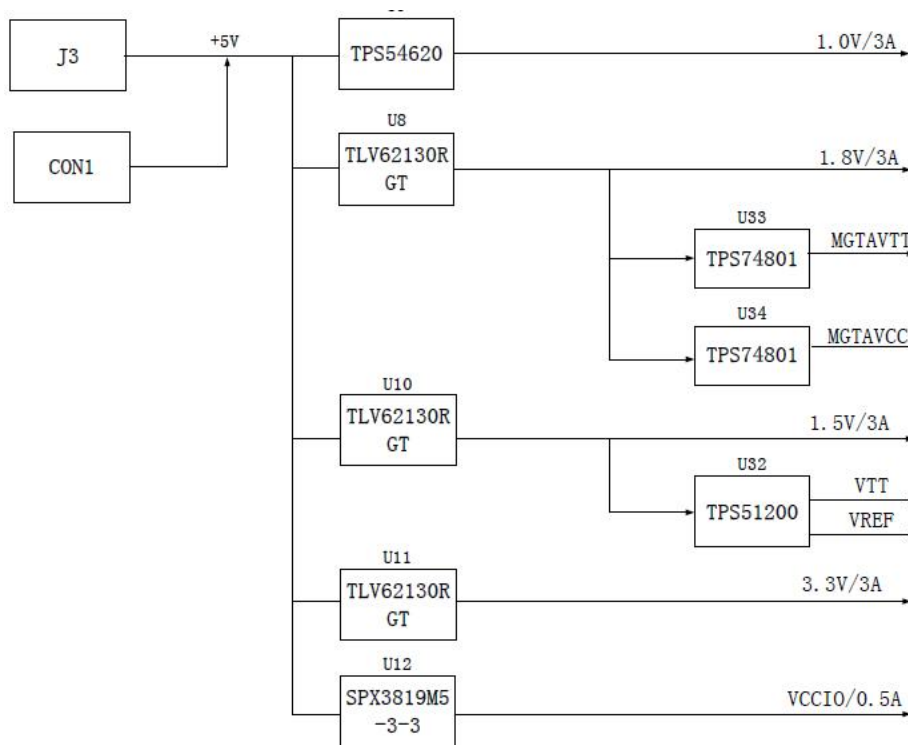 J3
+5V
TPS54620
1.0V/3A
CON1
U8
TLV62130R
GT
1.8V/3A
U33
TPS74801
MGTAVTT
U34
TPS74801
MGTAVCC
U10
TLV62130R
GT
1.5V/3A
U32
TPS51200
VTT
VREF
U11
TLV62130R
GT
3.3V/3A
U12
SPX3819M5
-3-3
VCCIO/0.5A